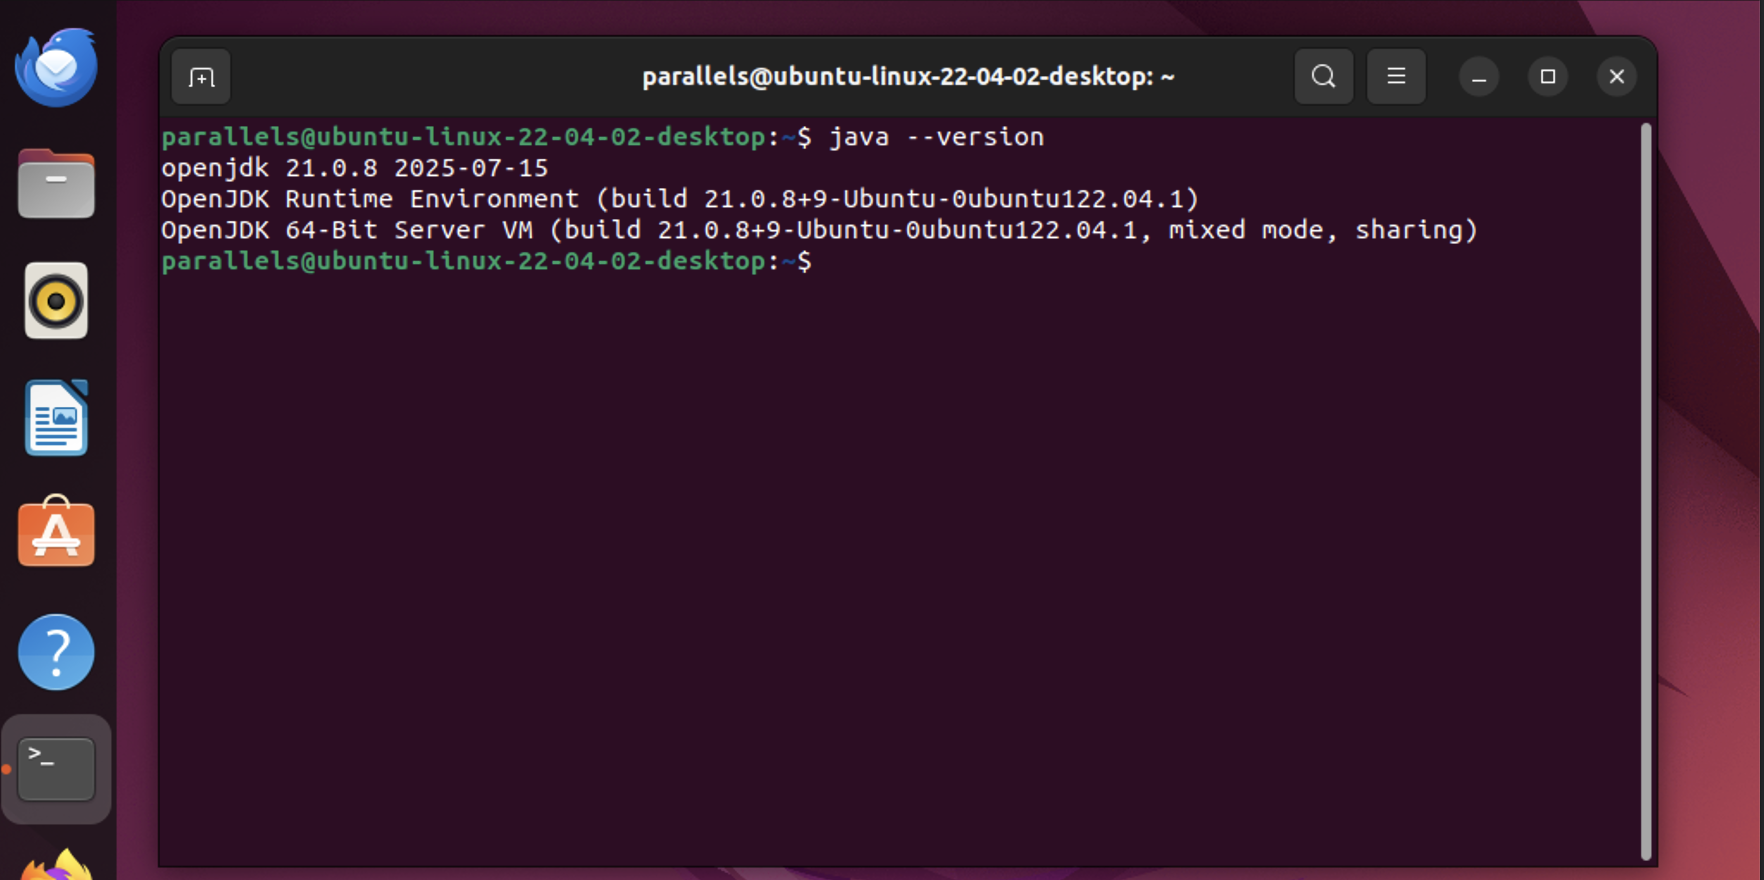 parallels@ubuntu-linux-22-04-02-desktop: ~
parallels@ubuntu-linux-22-04-02-desktop:~$ java --version
openjdk 21.0.8 2025-07-15
OpenJDK Runtime Environment (build 21.0.8+9-Ubuntu-0ubuntu122.04.1)
OpenJDK 64-Bit Server VM (build 21.0.8+9-Ubuntu-0ubuntu122.04.1, mixed mode, sharing)
parallels@ubuntu-linux-22-04-02-desktop:~$